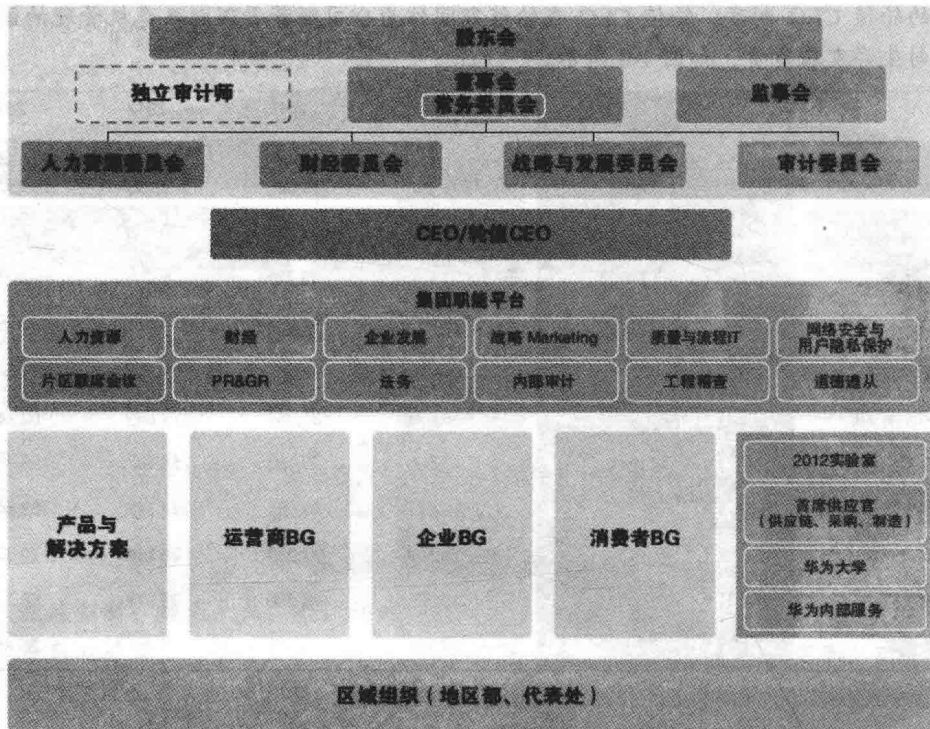 股东会
独立审计师
董事会
常务委员会
监事会
人力资源委员会
财经委员会
战略与发展委员会
审计委员会
CEO/轮值CEO
集团职能平台
人力资源
财经
企业发展
战略 Marketing
质量与流程IT
网络安全与
用户隐私保护
片区联席会议
PR&GR
法务
内部审计
工程稽查
道德遵从
产品与
解决方案
运营商BG
企业BG
消费者BG
2012实验室
首席供应官
(供应链、采购、制造)
华为大学
华为内部服务
区域组织(地区部、代表处)